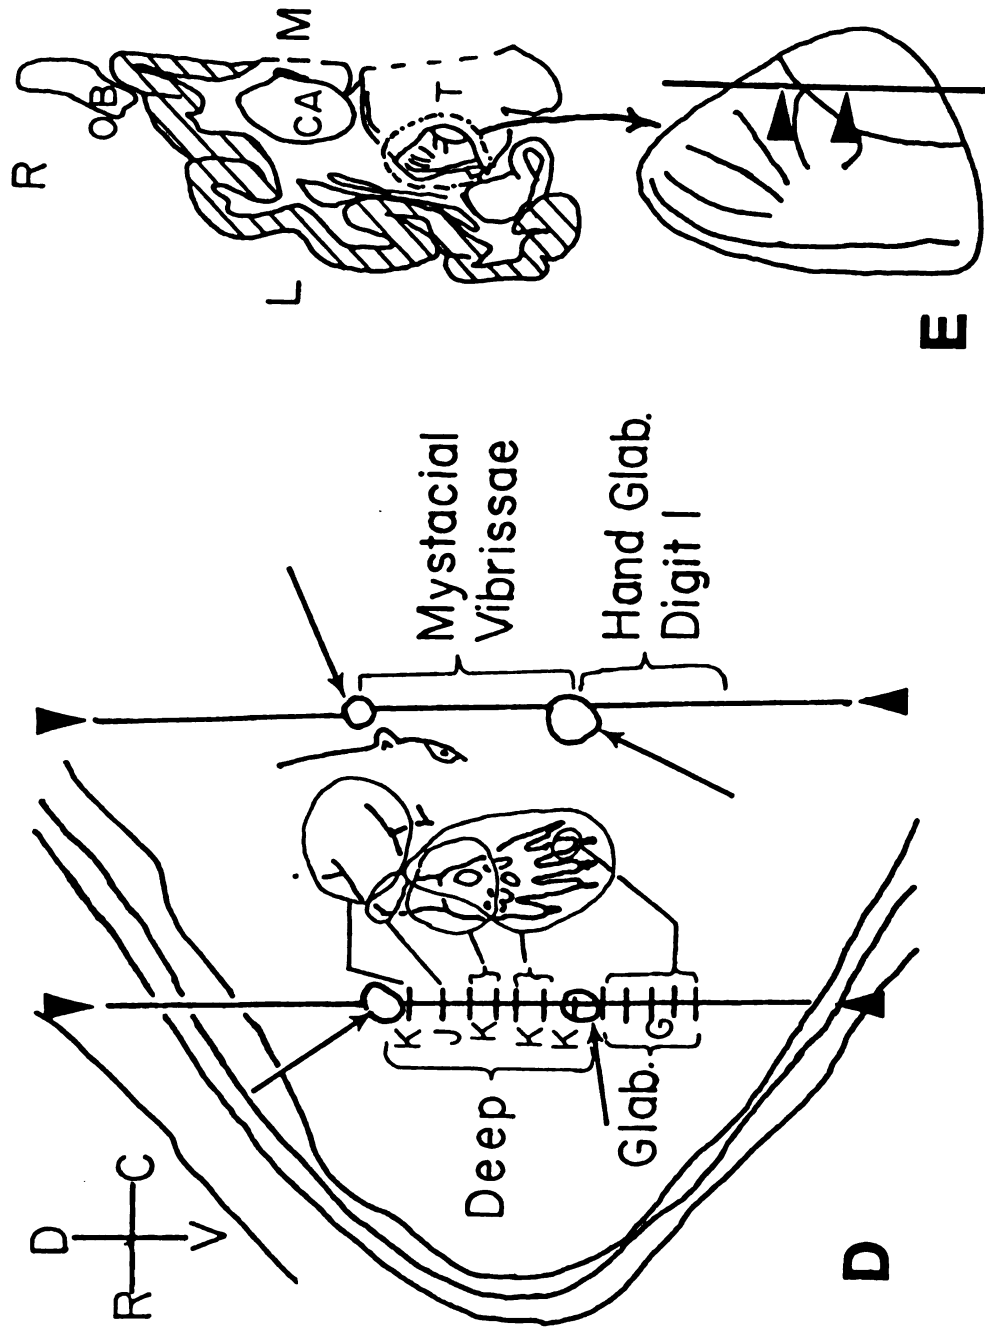 D
R C
V
Deep
K
J
K
K
K
Glab.
G
Mystacial
Vibrissae
Hand Glab.
Digit I
D
R
L
M
OB
CA
T
E